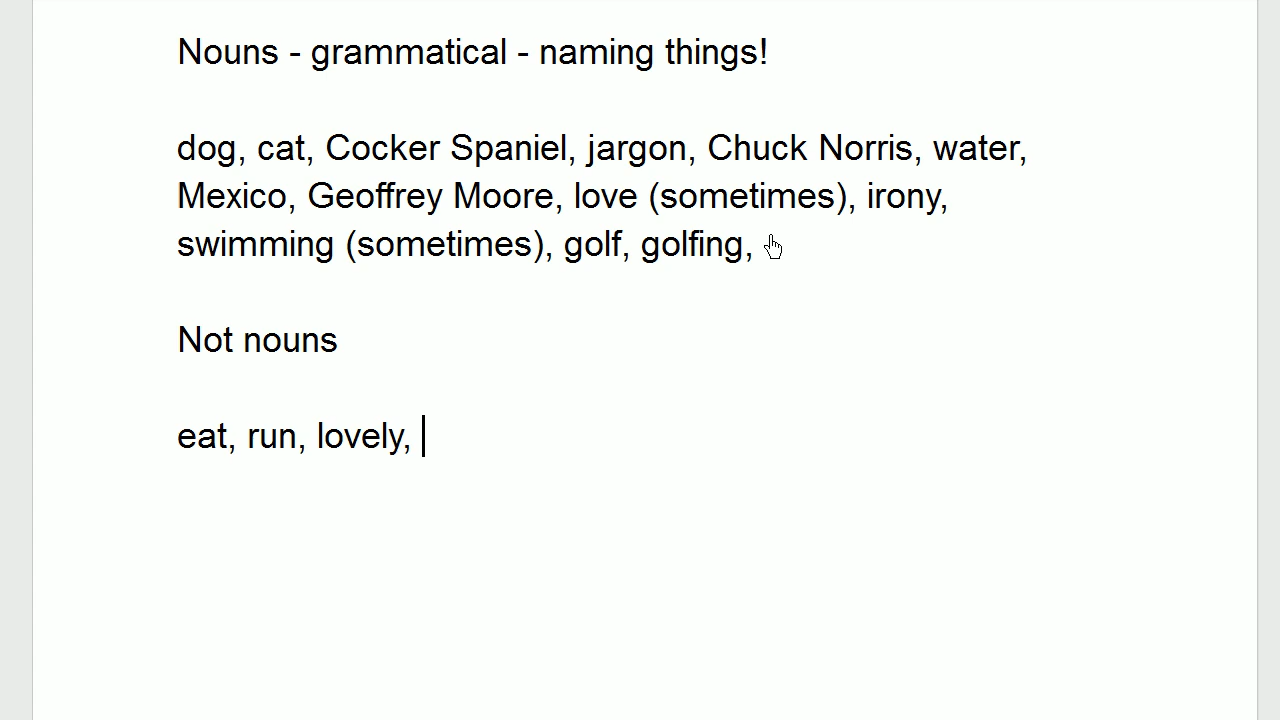 Nouns - grammatical - naming things!
dog, cat, Cocker Spaniel, jargon, Chuck Norris, water,
Mexico, Geoffrey Moore, love (sometimes), irony,
swimming (sometimes), golf, golfing,
Not nouns
eat, run, lovely,